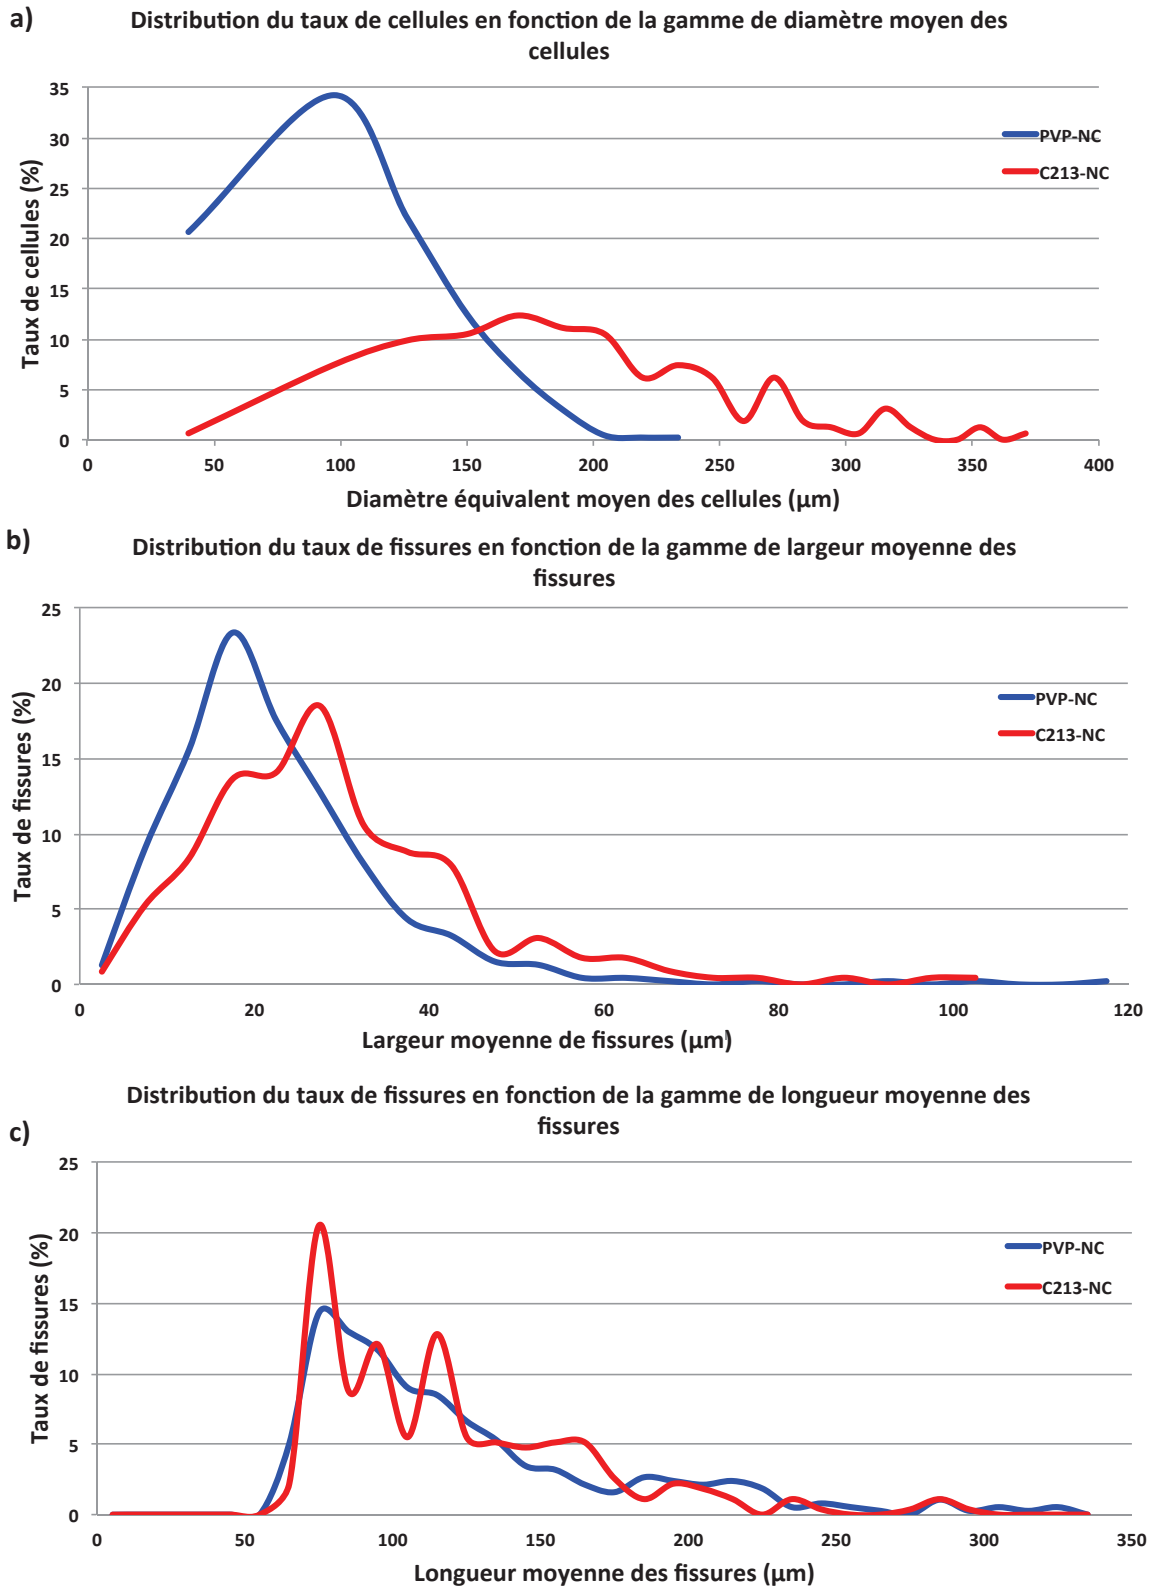 a)
Distribution du taux de cellules en fonction de la gamme de diamètre moyen des
cellules
Taux de cellules (%)
35
30
25
20
15
10
5
0
PVP-NC
C213-NC
0 50 100 150 200 250 300 350 400
Diamètre équivalent moyen des cellules (µm)
b)
Distribution du taux de fissures en fonction de la gamme de largeur moyenne des
fissures
Taux de fissures (%)
25
20
15
10
5
0
PVP-NC
C213-NC
0 20 40 60 80 100 120
Largeur moyenne de fissures (µm)
Distribution du taux de fissures en fonction de la gamme de longueur moyenne des
fissures
c)
Taux de fissures (%)
25
20
15
10
5
0
PVP-NC
C213-NC
0 50 100 150 200 250 300 350
Longueur moyenne des fissures (µm)